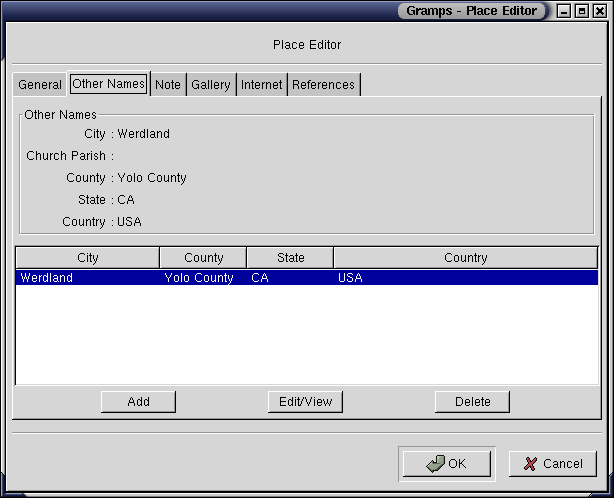 Gramps - Place Editor
Place Editor
General Other Names Note Gallery Internet References
Other Names
City : Werdland
Church Parish :
County : Yolo County
State : CA
Country : USA
City County State Country
Werdland Yolo County CA USA
Add Edit/View Delete
OK Cancel